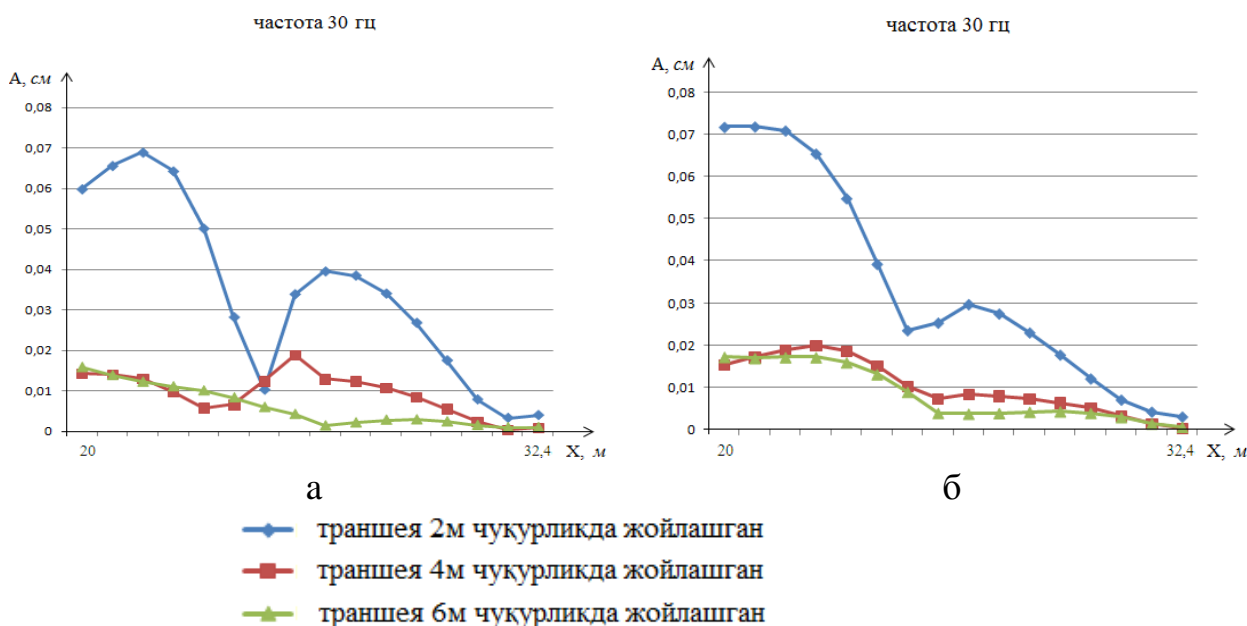 частота 30 гц
А, см
0,08
0,07
0,06
0,05
0,04
0,03
0,02
0,01
0
20
32,4
X, м
а
частота 30 гц
А, см
0,08
0,07
0,06
0,05
0,04
0,03
0,02
0,01
0
20
32,4
X, м
б
траншея 2м чуқурликда жойлашган
траншея 4м чуқурликда жойлашган
траншея 6м чуқурликда жойлашган